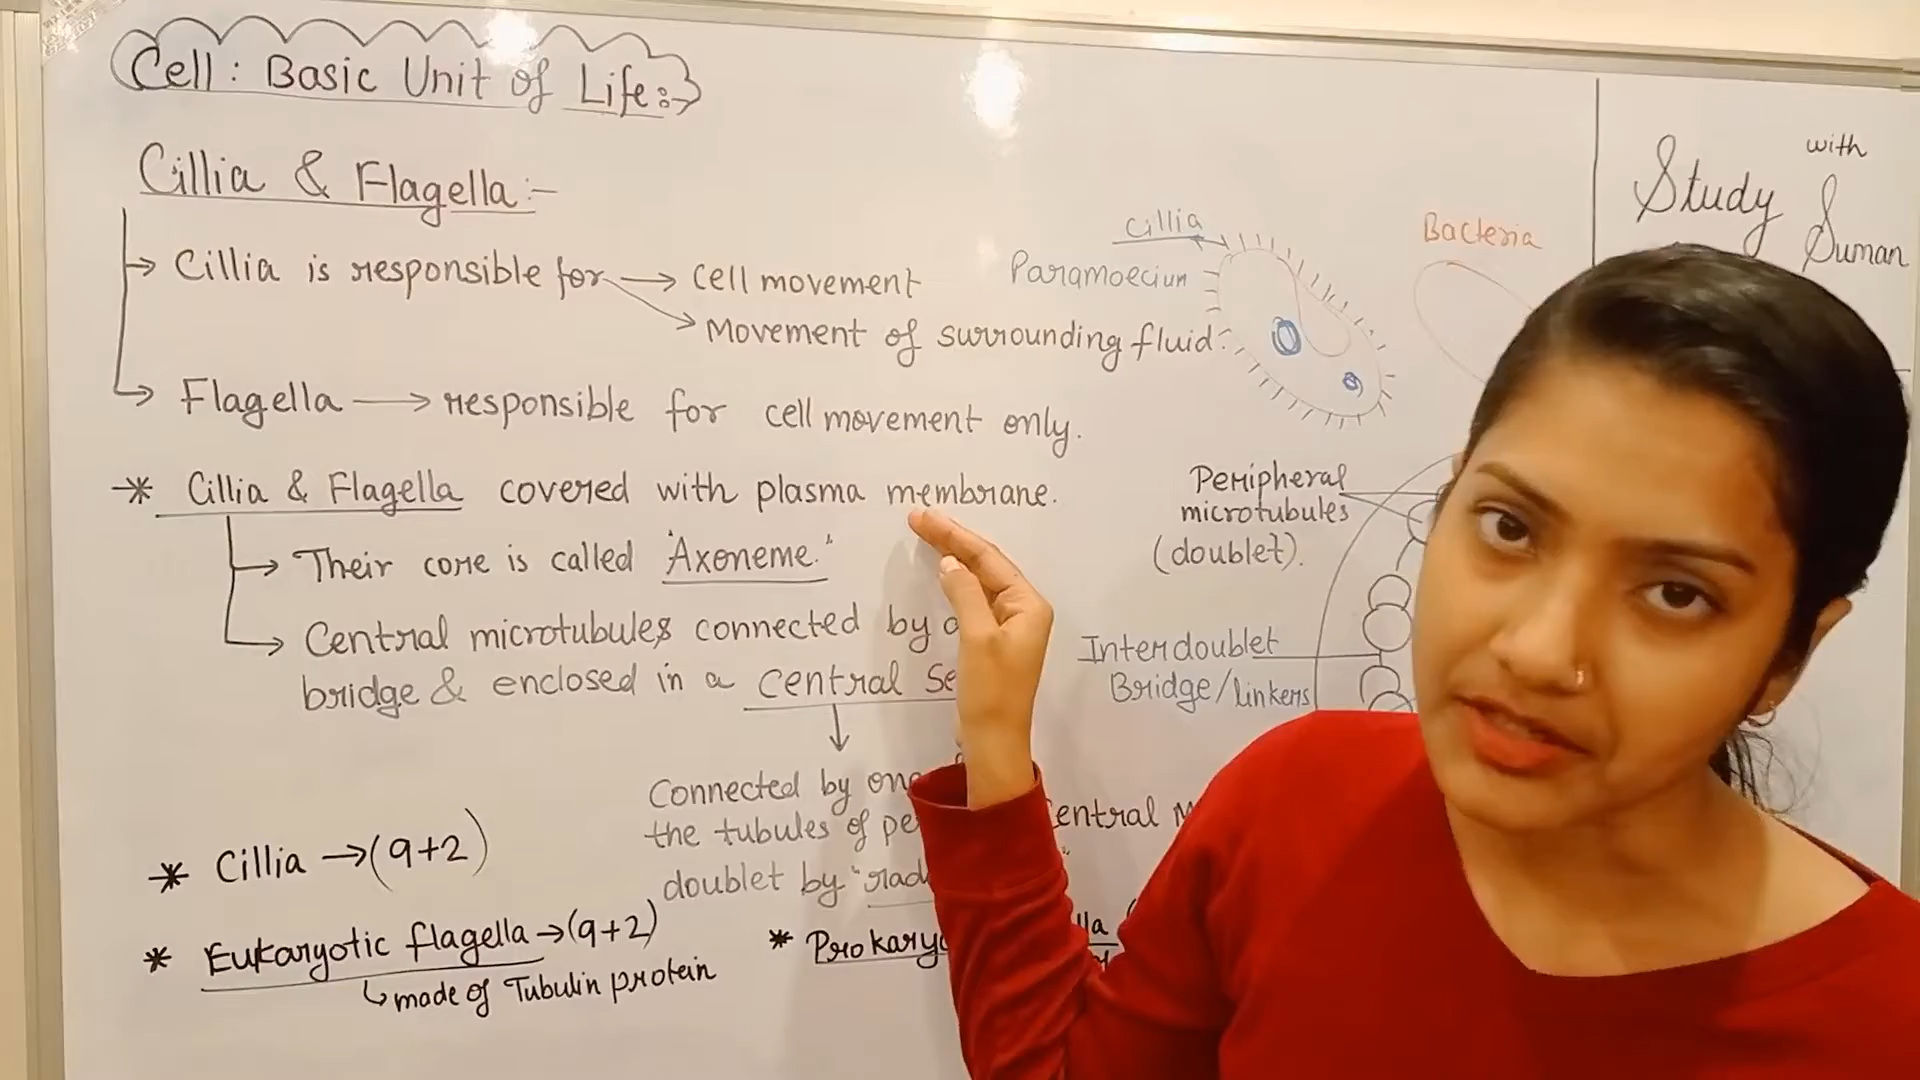 Cell: Basic Unit of Life:→
Cillia & Flagella:-
→ Cillia is responsible for → cell movement
→ Movement of surrounding fluid.
→ Flagella → responsible for cell movement only.
* Cillia & Flagella covered with plasma membrane.
→ Their core is called "Axoneme."
→ Central microtubules connected by
bridge & enclosed in a central
↓
Connected by one
the tubules of
doublet by
* Cillia → (9+2)
* Eukaryotic flagella → (9+2)
↳ made of Tubulin protein
* 
Cillia
Paramoecium
Bacteria
Peripheral
microtubules
(doublet).
Interdoublet
Bridge/linkers
Study with
Suman